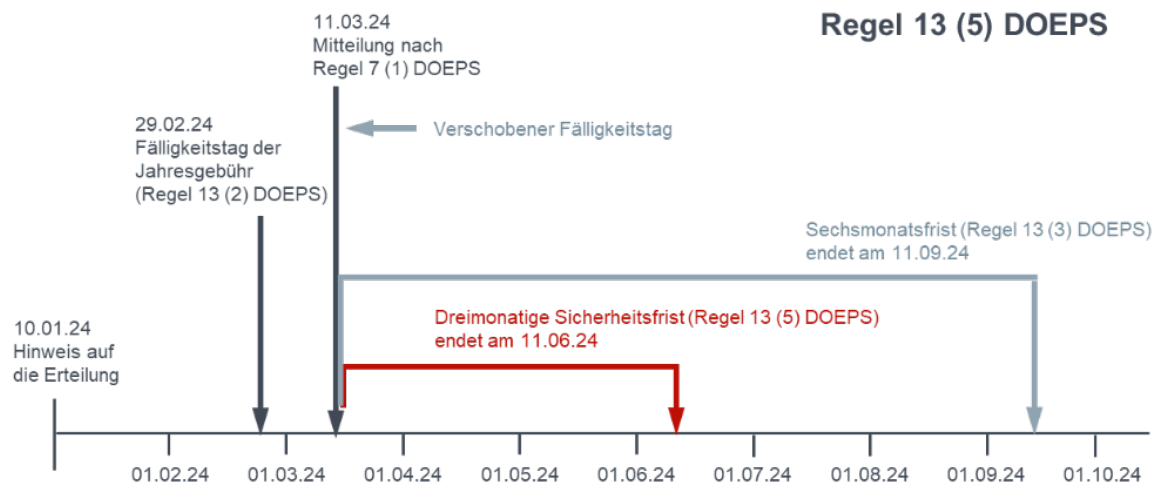 Regel 13 (5) DOEPS
11.03.24
Mitteilung nach
Regel 7 (1) DOEPS
Verschobener Fälligkeitstag
29.02.24
Fälligkeitstag der
Jahresgebühr
(Regel 13 (2) DOEPS)
Sechsmonatsfrist (Regel 13 (3) DOEPS)
endet am 11.09.24
Dreimonatige Sicherheitsfrist (Regel 13 (5) DOEPS)
endet am 11.06.24
10.01.24
Hinweis auf
die Erteilung
01.02.24 01.03.24 01.04.24 01.05.24 01.06.24 01.07.24 01.08.24 01.09.24 01.10.24